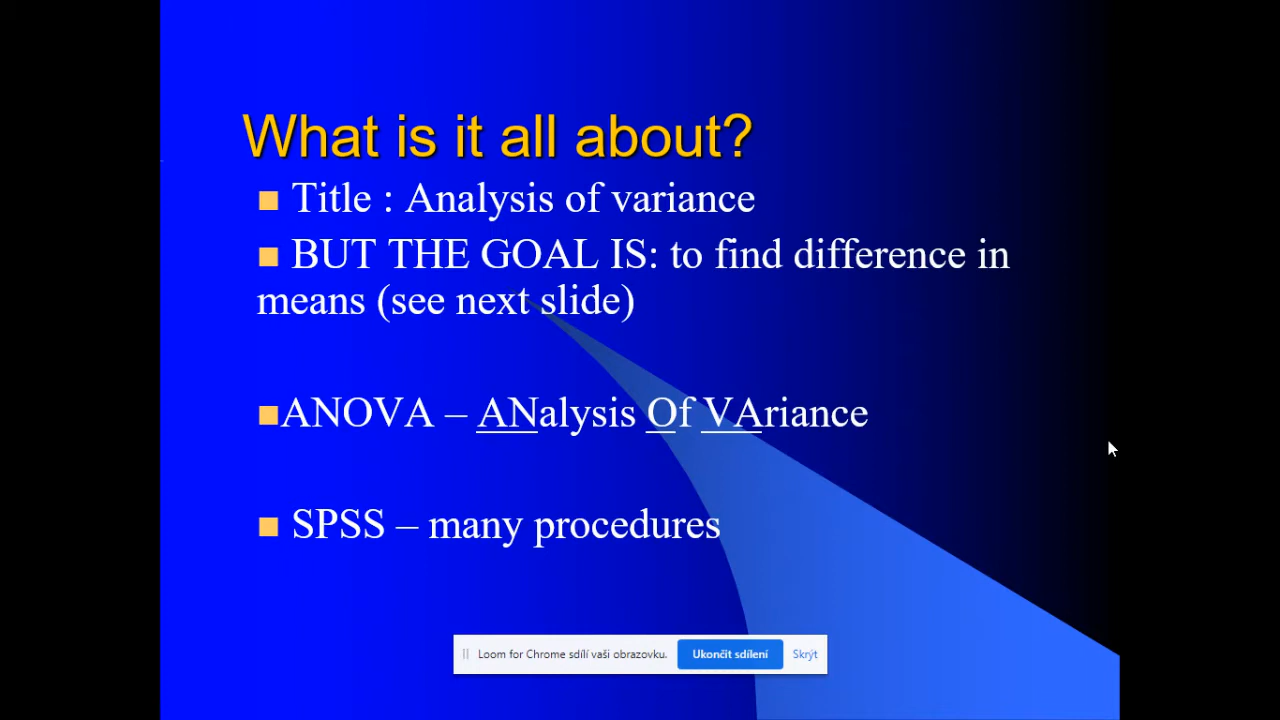 What is it all about?
Title : Analysis of variance
BUT THE GOAL IS: to find difference in
means (see next slide)
ANOVA – ANalysis Of VAriance
SPSS – many procedures
Loom for Chrome sdílí vaši obrazovku. Ukončit sdílení Skrýt